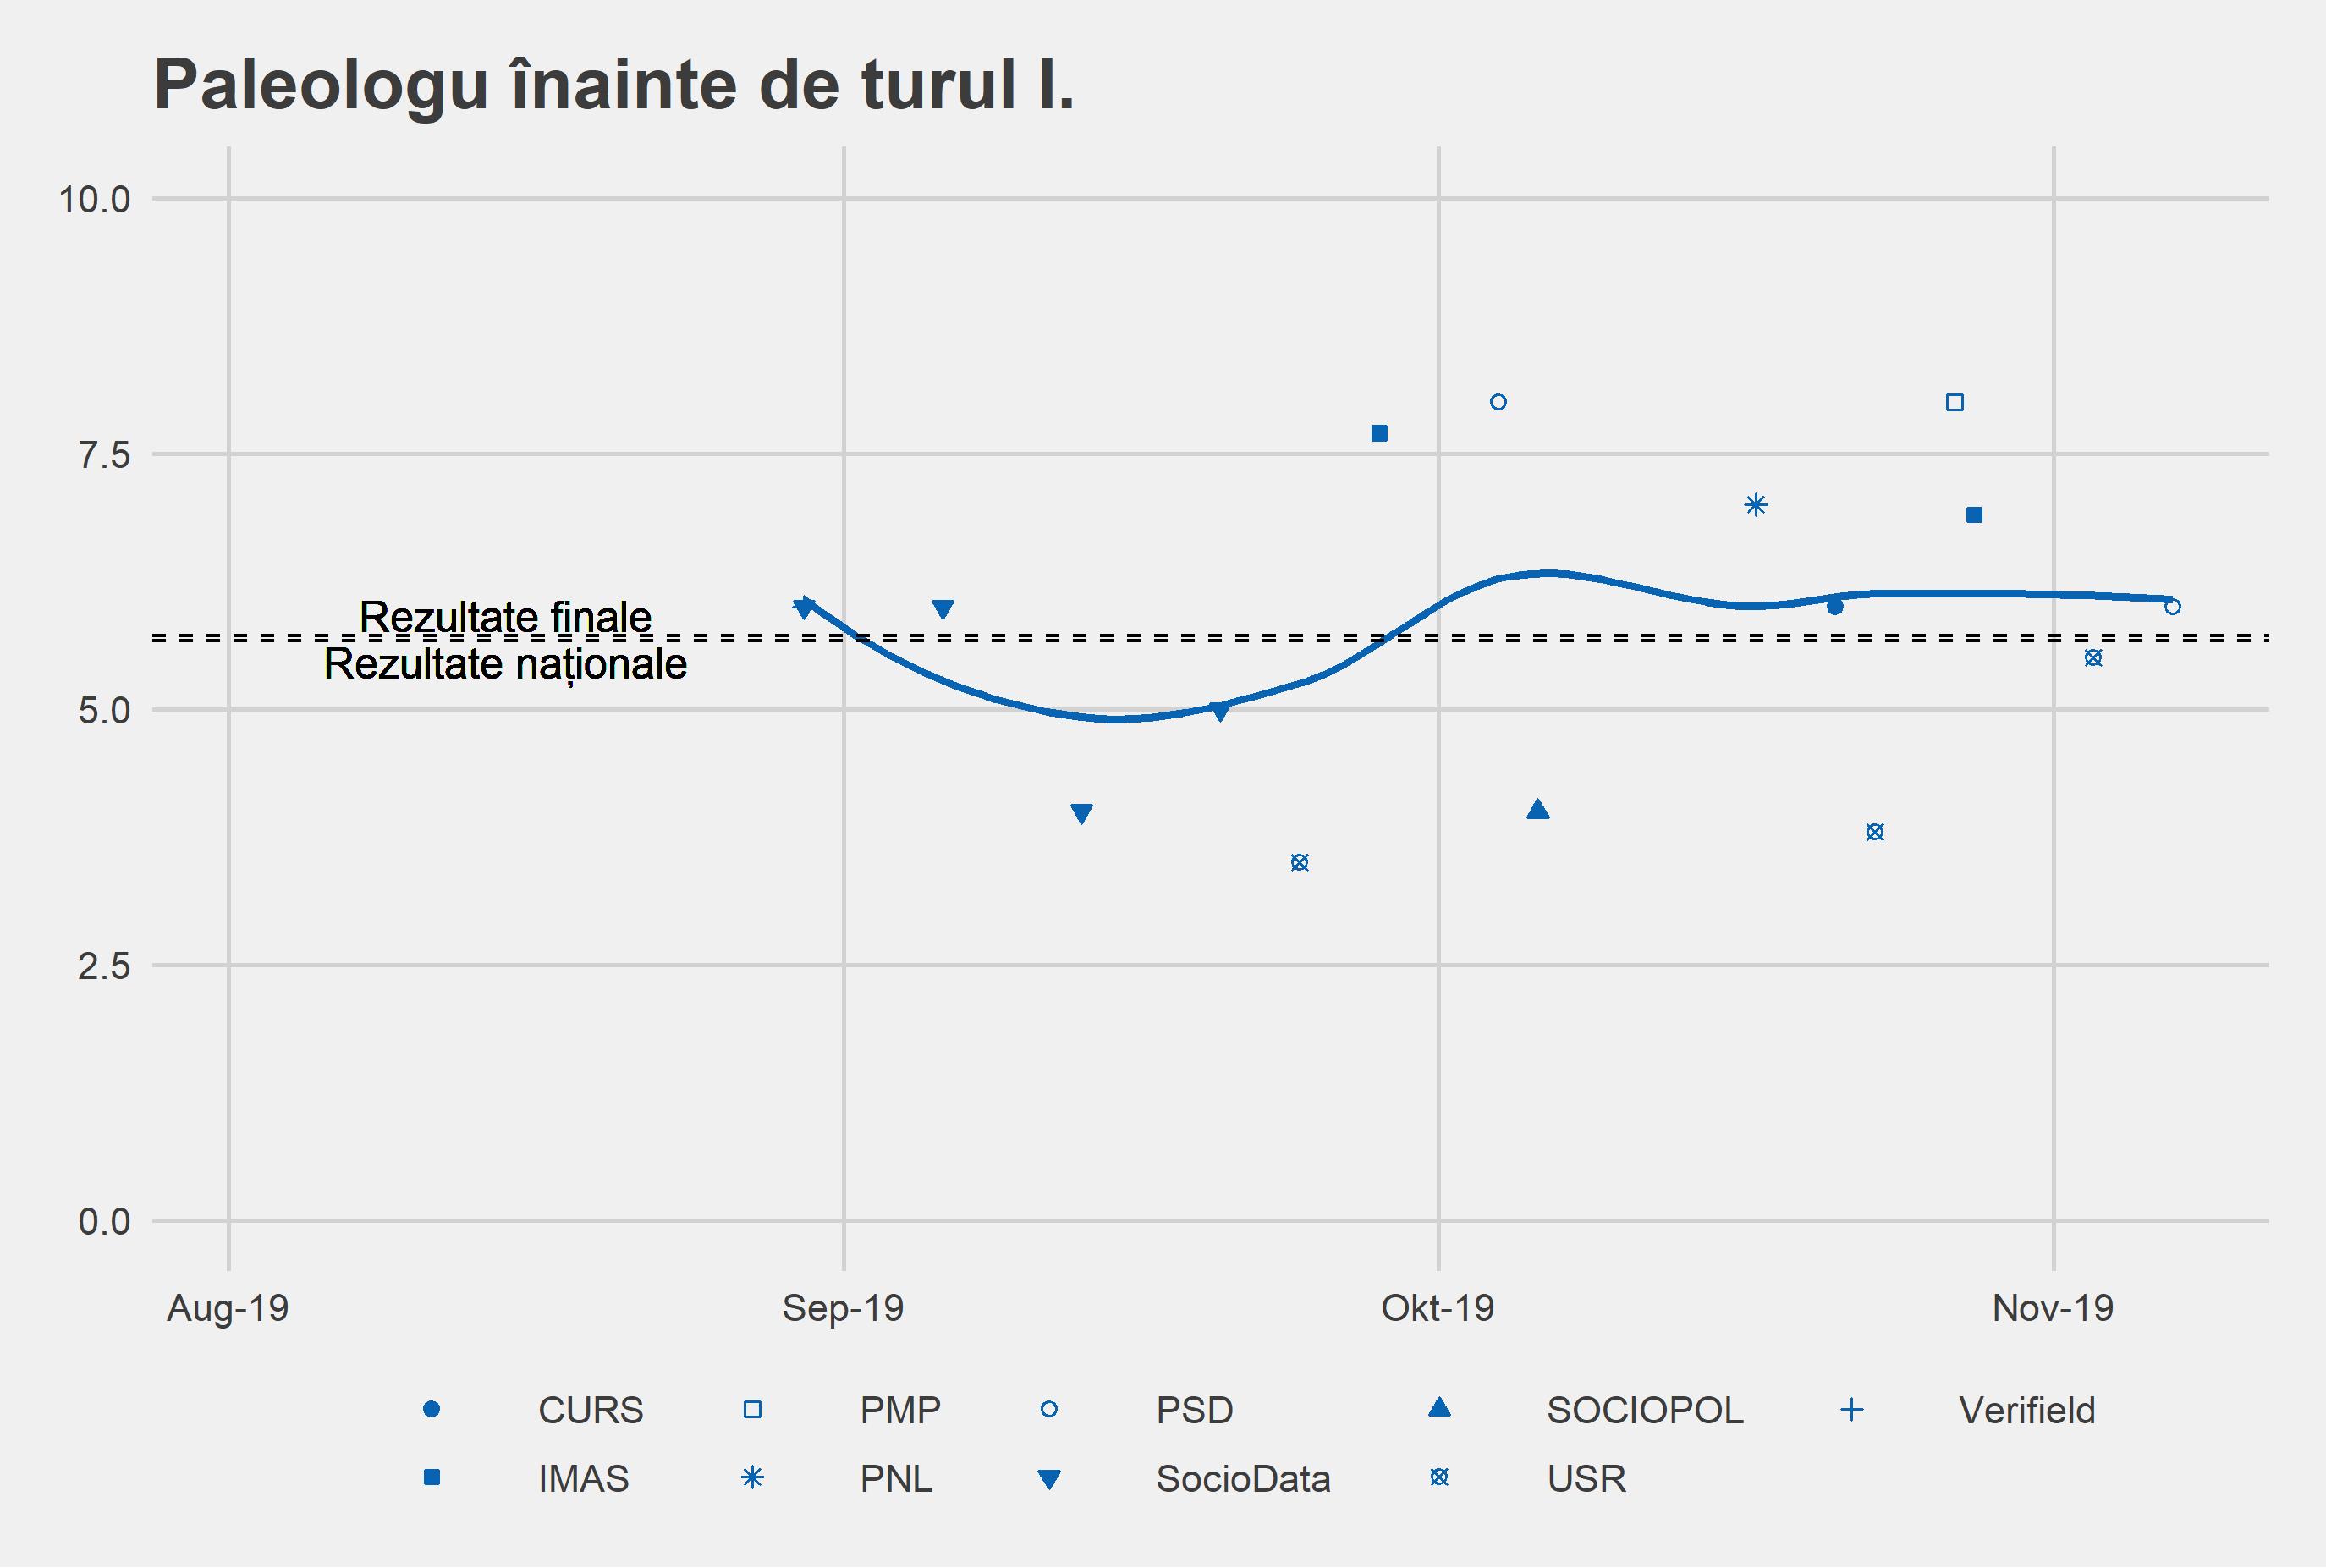 Paleologu înainte de turul I.
10.0
7.5
Rezultate finale
Rezultate naționale
5.0
2.5
0.0
Aug-19 Sep-19 Okt-19 Nov-19
CURS PMP PSD SOCIOPOL Verifield
IMAS PNL SocioData USR